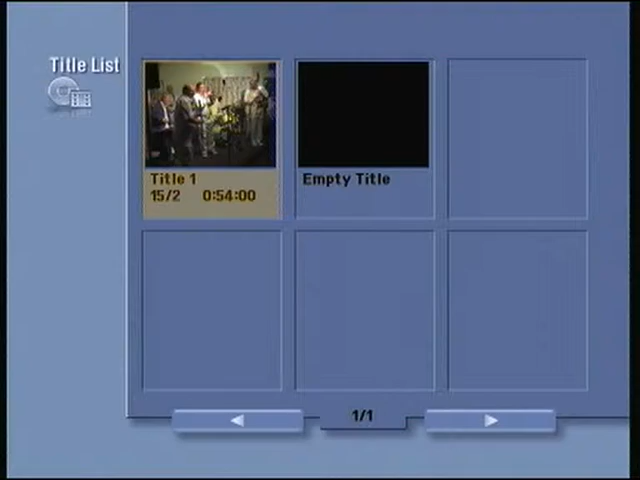 Title List
Title 1
15/2 0:54:00
Empty Title
1/1